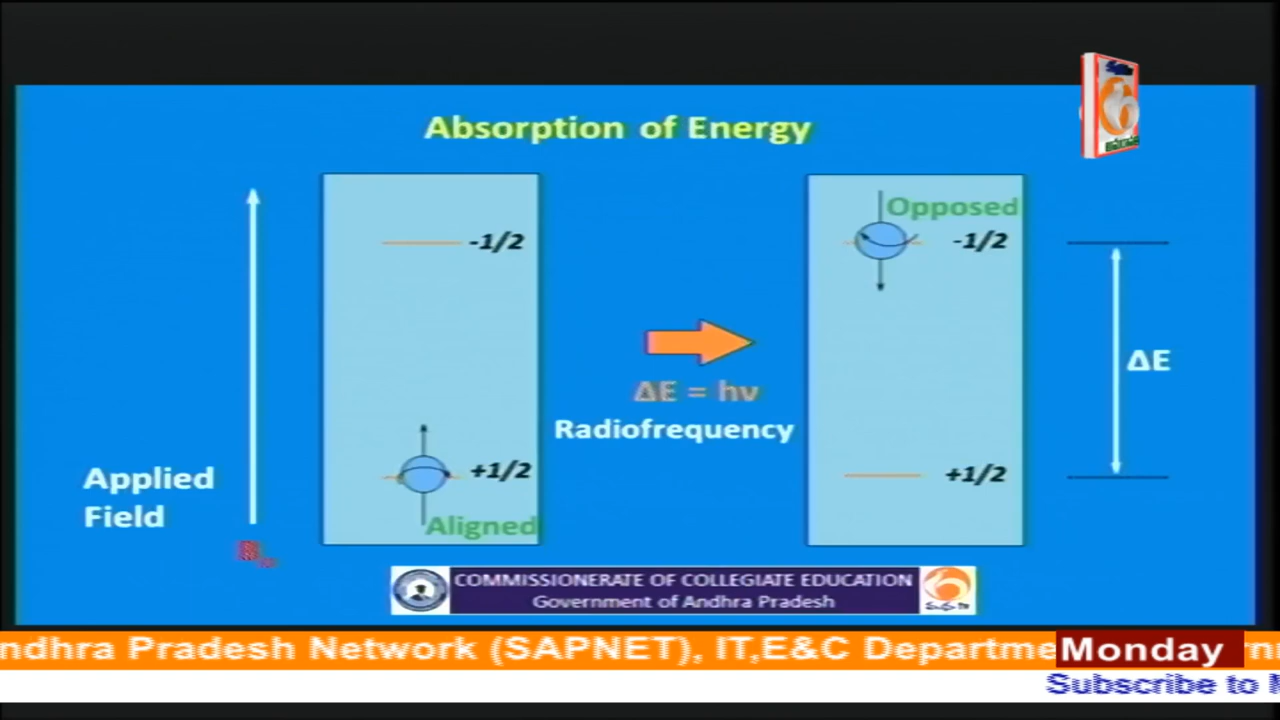 Absorption of Energy
-1/2
Opposed
-1/2
ΔE
ΔE = hν
Radiofrequency
Applied
Field
+1/2
Aligned
+1/2
COMMISSIONERATE OF COLLEGIATE EDUCATION
Government of Andhra Pradesh
ndhra Pradesh Network (SAPNET), IT,E&C Departme
Monday
Subscribe to